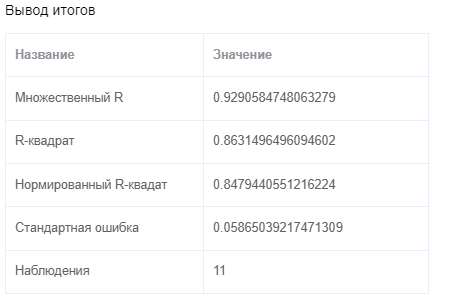 Вывод итогов
Название Значение
Множественный R 0.9290584748063279
R-квадрат 0.8631496496094602
Нормированный R-квадат 0.8479440551216224
Стандартная ошибка 0.05865039217471309
Наблюдения 11